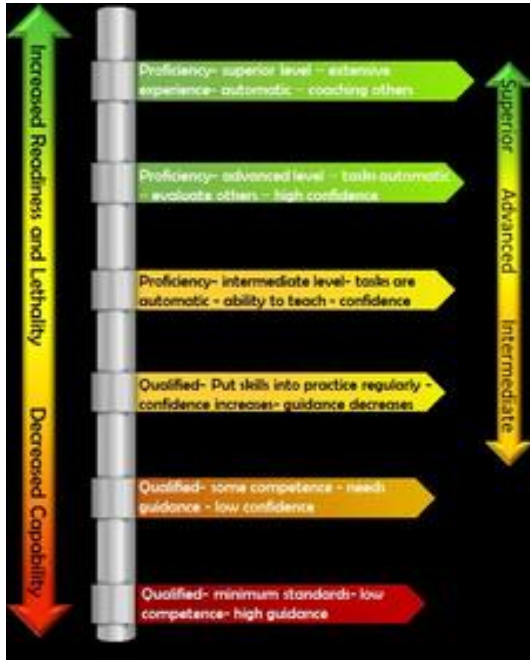 Increased Readiness and Lethality
Decreased Capability
Proficiency- superior level - extensive
experience- automatic - coaching others
Proficiency- advanced level - tasks automatic
- evaluate others - high confidence
Proficiency- intermediate level- tasks are
automatic - ability to teach - confidence
Qualified- Put skills into practice regularly -
confidence increases- guidance decreases
Qualified- some competence - needs
guidance - low confidence
Qualified- minimum standards- low
competence- high guidance
Superior
Advanced
Intermediate